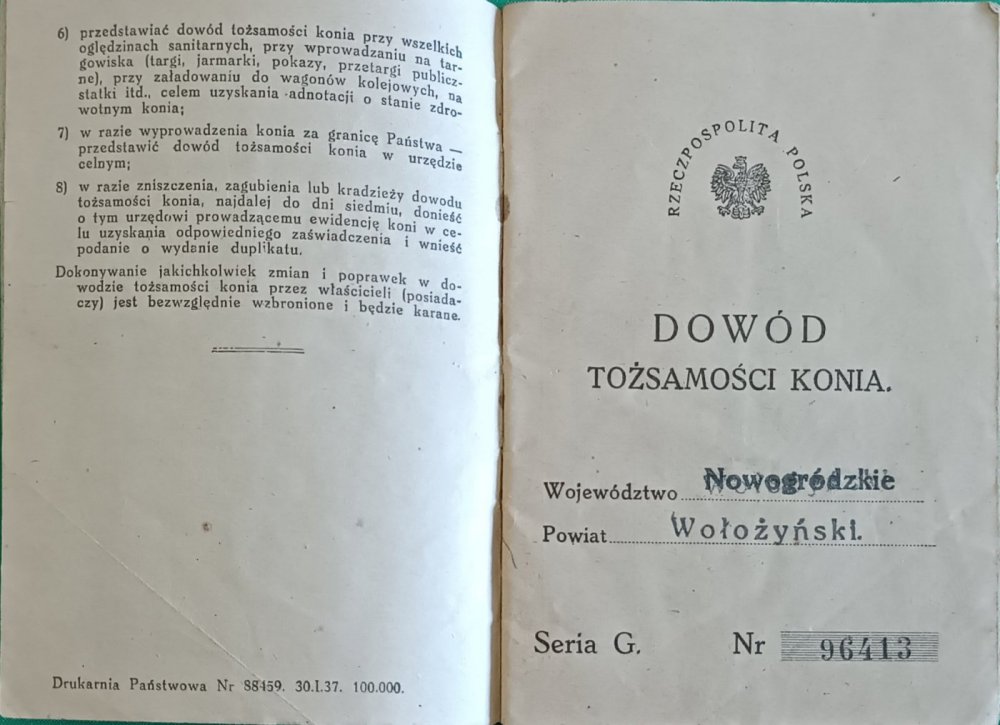 6) przedstawiać dowód tożsamości konia przy wszelkich
oględzinach sanitarnych, przy wprowadzaniu na tar-
gowiska (targi, jarmarki, pokazy, przetargi publicz-
ne), przy załadowaniu do wagonów kolejowych, na
statki itd., celem uzyskania adnotacji o stanie zdro-
wotnym konia;
7) w razie wyprowadzenia konia za granicę Państwa —
przedstawić dowód tożsamości konia w urzędzie
celnym;
8) w razie zniszczenia, zagubienia lub kradzieży dowodu
tożsamości konia, najdalej do dni siedmiu, donieść
o tym urzędowi prowadzącemu ewidencję koni w ce-
lu uzyskania odpowiedniego zaświadczenia i wnieść
podanie o wydanie duplikatu.
Dokonywanie jakichkolwiek zmian i poprawek w do-
wodzie tożsamości konia przez właścicieli (posiada-
czy) jest bezwzględnie wzbronione i będzie karane.
Drukarnia Państwowa Nr 88459. 30.I.37. 100.000.
RZECZPOSPOLITA POLSKA
DOWÓD
TOŻSAMOŚCI KONIA.
Województwo Nowogródzkie
Powiat Wołożyński.
Seria G. Nr 96413